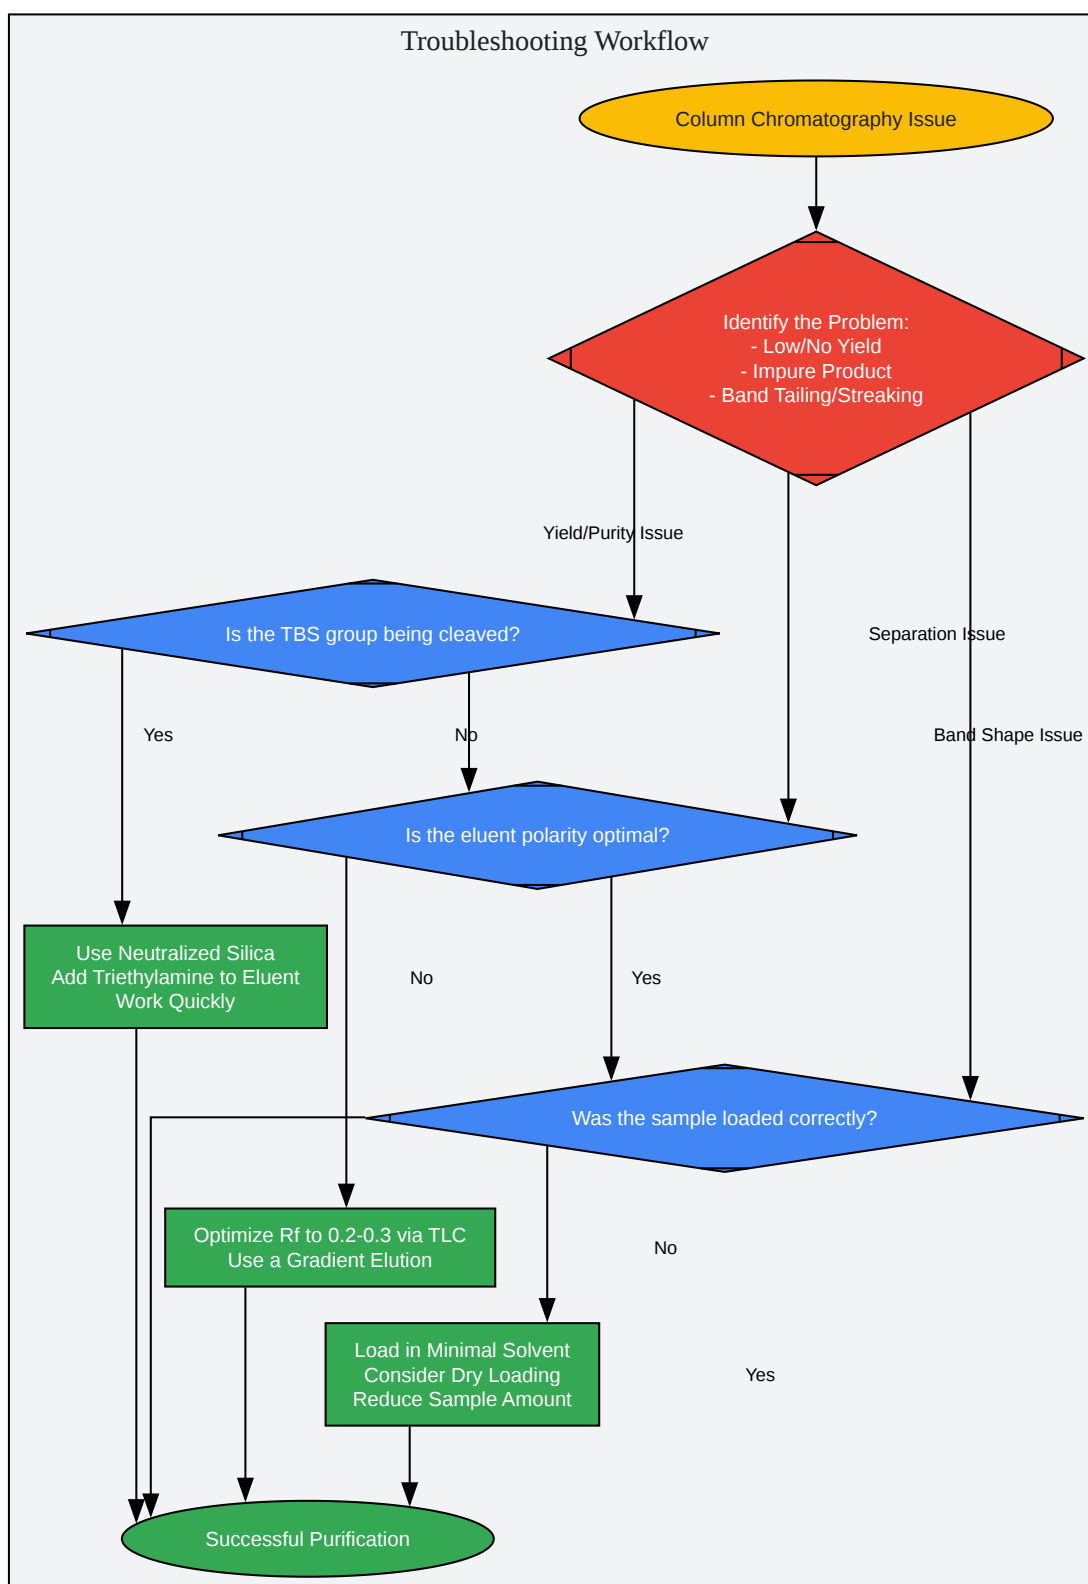 Troubleshooting Workflow
Column Chromatography Issue
Identify the Problem:
- Low/No Yield
- Impure Product
- Band Tailing/Streaking
Yield/Purity Issue
Is the TBS group being cleaved?
Separation Issue
Yes
No
Band Shape Issue
Is the eluent polarity optimal?
Use Neutralized Silica
Add Triethylamine to Eluent
Work Quickly
No
Yes
Was the sample loaded correctly?
Optimize Rf to 0.2-0.3 via TLC
Use a Gradient Elution
No
Load in Minimal Solvent
Consider Dry Loading
Reduce Sample Amount
Yes
Successful Purification